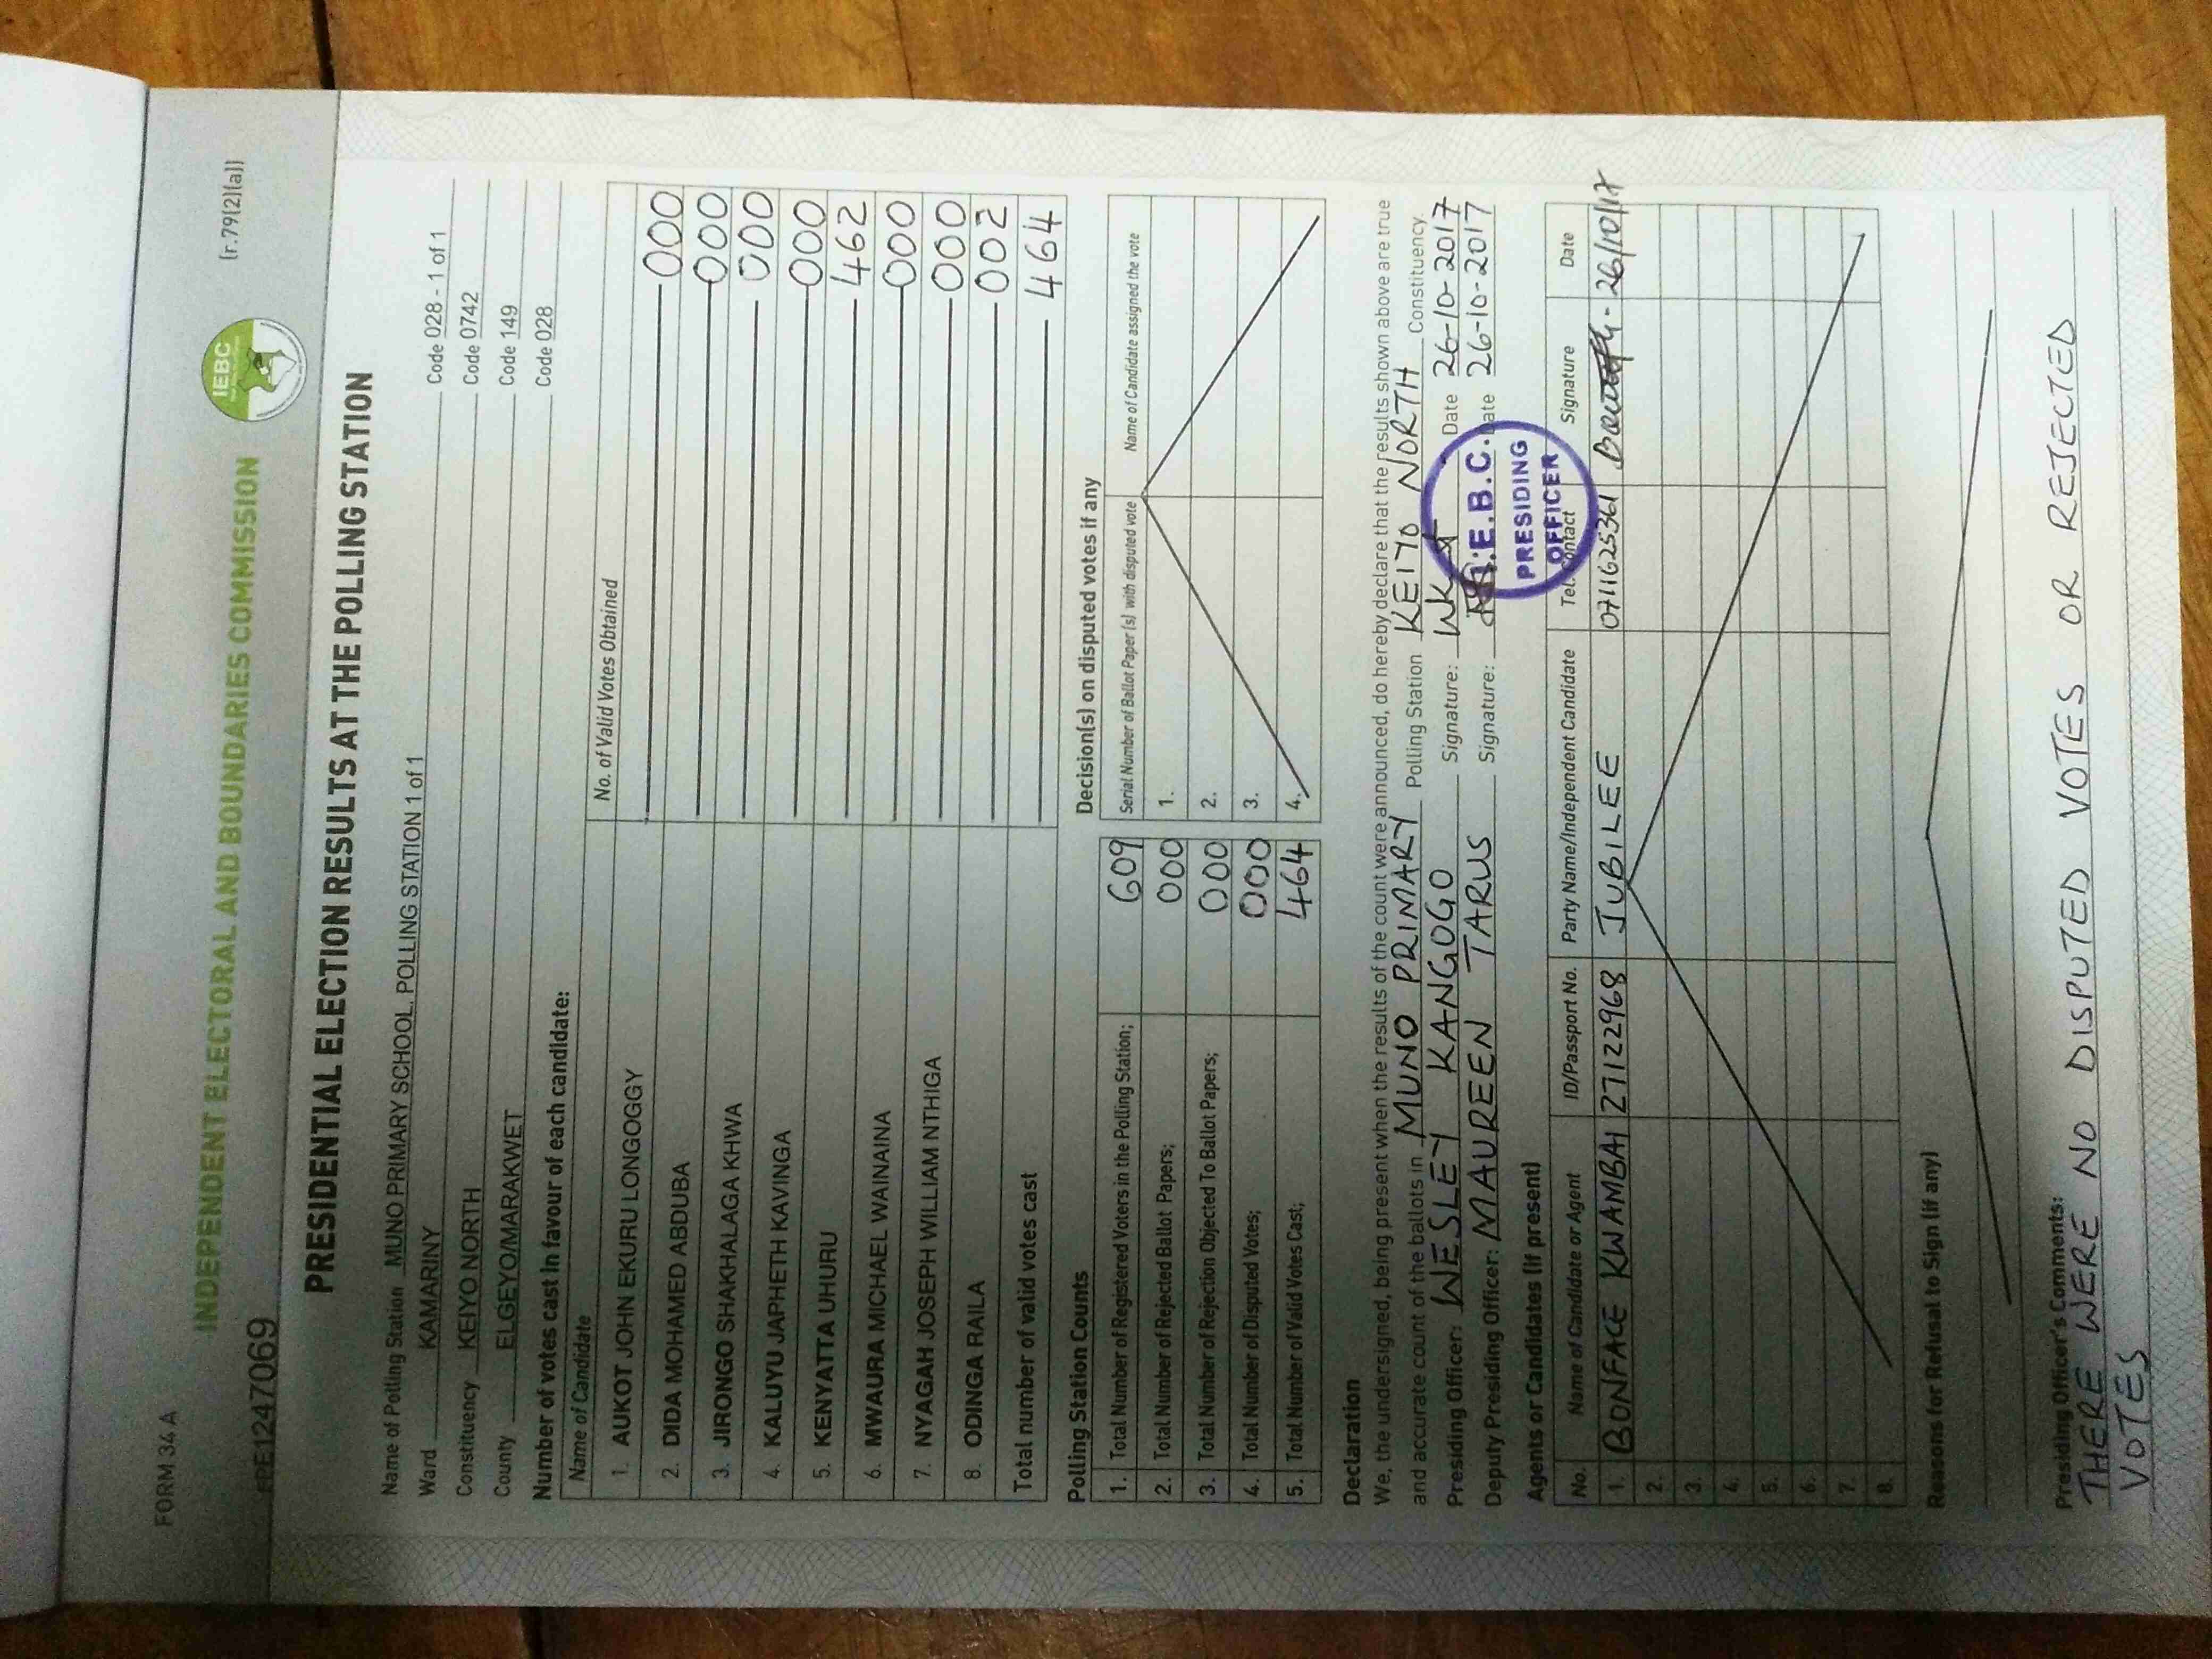 FORM 34 A
(r.79(2)(a))
INDEPENDENT ELECTORAL AND BOUNDARIES COMMISSION
IEBC
PE1247069
PRESIDENTIAL ELECTION RESULTS AT THE POLLING STATION
Name of Polling Station MUNO PRIMARY SCHOOL. POLLING STATION 1 of 1 Code 028 - 1 of 1
Ward KAMARINY Code 0742
Constituency KEIYO NORTH Code 149
County ELGEYO/MARAKWET Code 028
Number of votes cast in favour of each candidate:
Name of Candidate No. of Valid Votes Obtained
1. AUKOT JOHN EKURU LONGOGGY 000
2. DIDA MOHAMED ABDUBA 000
3. JIRONGO SHAKHALAGA KHWA 000
4. KALUYU JAPHETH KAVINGA 000
5. KENYATTA UHURU 462
6. MWAURA MICHAEL WAINAINA 000
7. NYAGAH JOSEPH WILLIAM NTHIGA 000
8. ODINGA RAILA 002
Total number of valid votes cast 464
Polling Station Counts
1. Total Number of Registered Voters in the Polling Station; 609
2. Total Number of Rejected Ballot Papers; 000
3. Total Number of Rejection Objected To Ballot Papers; 000
4. Total Number of Disputed Votes; 000
5. Total Number of Valid Votes Cast; 464
Decision(s) on disputed votes if any
Serial Number of Ballot Paper (s) with disputed vote Name of Candidate assigned the vote
1.
2.
3.
4.
Declaration
We, the undersigned, being present when the results of the count were announced, do hereby declare that the results shown above are true
and accurate count of the ballots in MUNO PRIMARY Polling Station KEIYO NORTH Constituency.
Presiding Officer: WESLEY KANGOGO Signature: Date 26-10-2017
Deputy Presiding Officer: MAUREEN TARUS Signature: Date 26-10-2017
I.E.B.C.
PRESIDING
OFFICER
Agents or Candidates (if present)
No. Name of Candidate or Agent ID/Passport No. Party Name/Independent Candidate Tel. Contact Signature Date
1. BONFACE KWAMBAI 27122968 JUBILEE 0711625361 26/10/17
2.
3.
4.
5.
6.
7.
8.
Reasons for Refusal to Sign (if any)
Presiding Officer's Comments:
THERE WERE NO DISPUTED VOTES OR REJECTED
VOTES